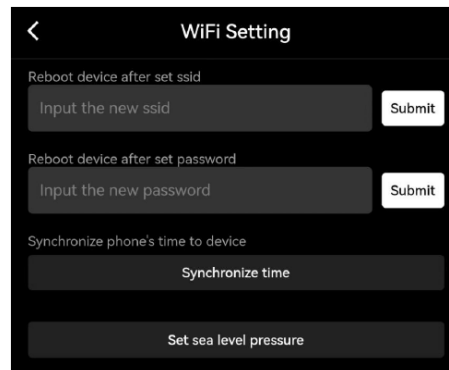 WiFi Setting
Reboot device after set ssid
Input the new ssid
Submit
Reboot device after set password
Input the new password
Submit
Synchronize phone's time to device
Synchronize time
Set sea level pressure